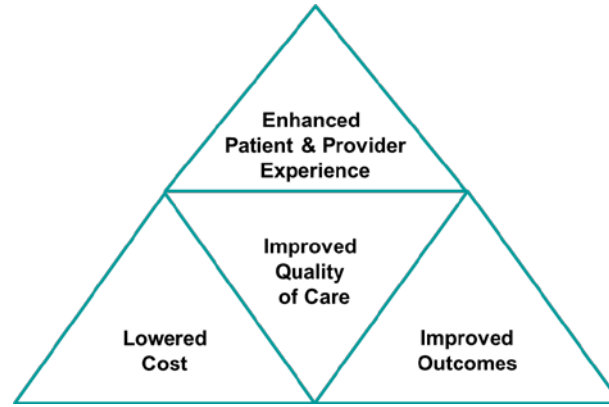 Enhanced
Patient & Provider
Experience
Improved
Quality
of Care
Lowered
Cost
Improved
Outcomes